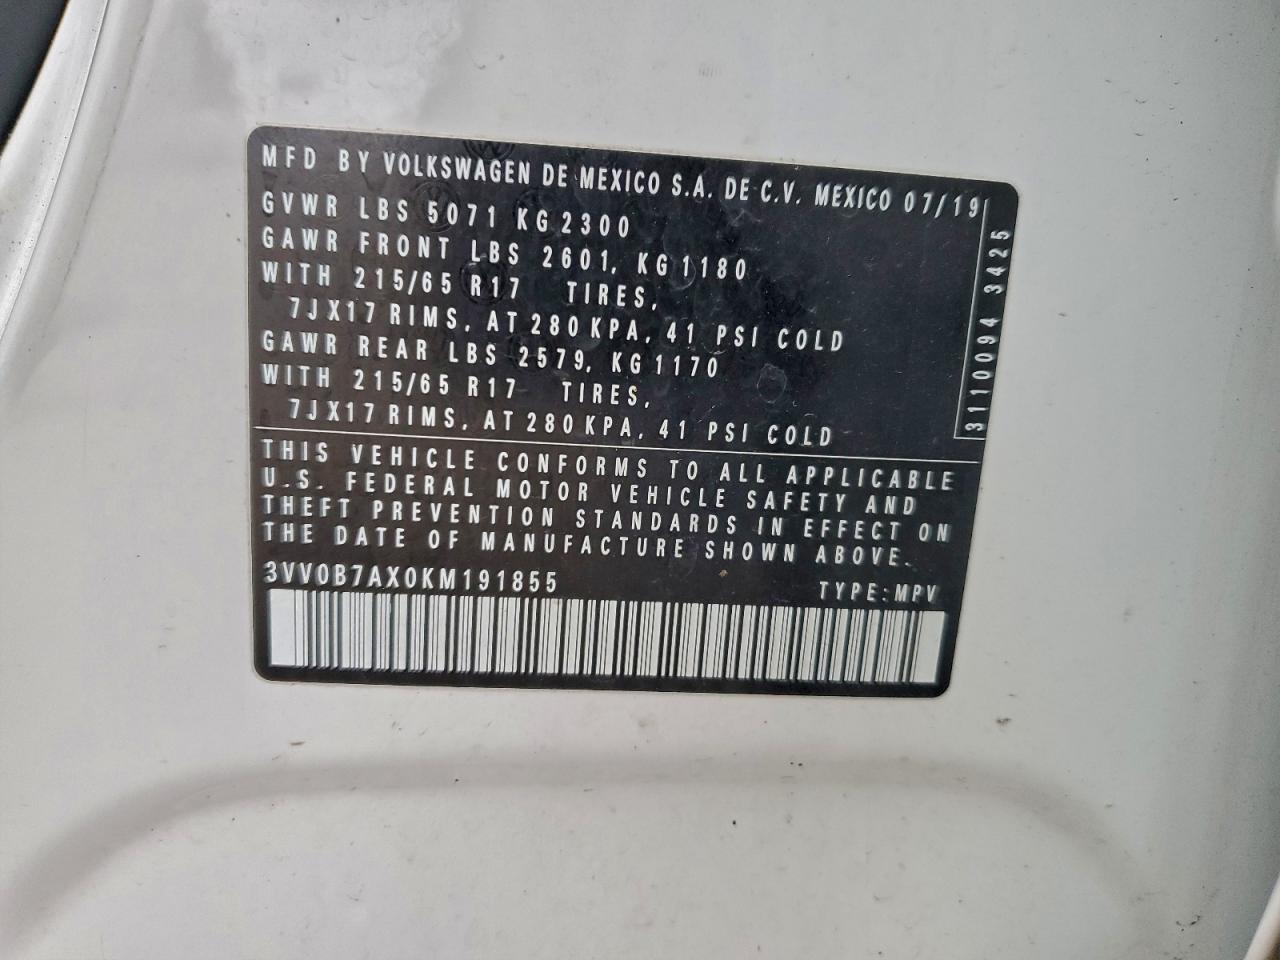 MFD BY VOLKSWAGEN DE MEXICO S.A. DE C.V. MEXICO 07/19
GVWR LBS 5071 KG 2300
GAWR FRONT LBS 2601, KG 1180
WITH 215/65 R17 TIRES,
7JX17 RIMS, AT 280 KPA, 41 PSI COLD
GAWR REAR LBS 2579, KG 1170
WITH 215/65 R17 TIRES,
7JX17 RIMS, AT 280 KPA, 41 PSI COLD
3110094 3425
THIS VEHICLE CONFORMS TO ALL APPLICABLE
U.S. FEDERAL MOTOR VEHICLE SAFETY AND
THEFT PREVENTION STANDARDS IN EFFECT ON
THE DATE OF MANUFACTURE SHOWN ABOVE.
3VV0B7AX0KM191855 TYPE: MPV